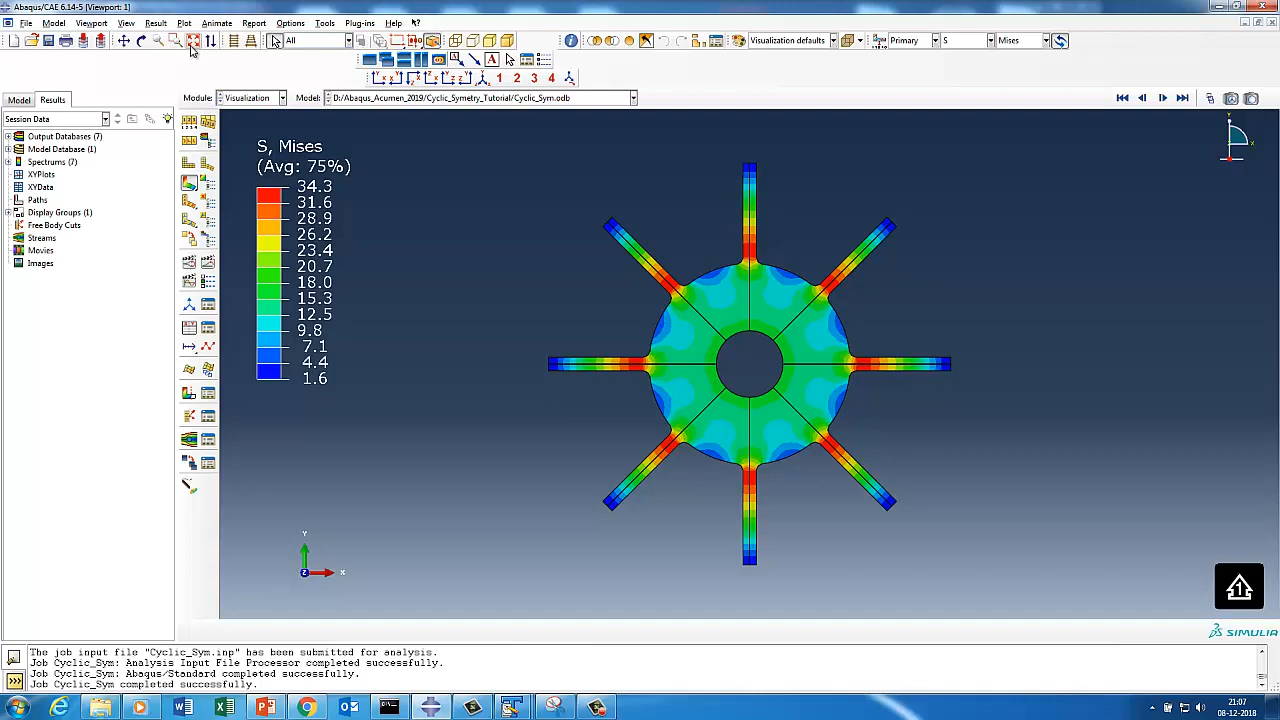 Abaqus/CAE 6.14-5 [Viewport: 1]
File Model Viewport View Result Plot Animate Report Options Tools Plug-ins Help
All Visualization defaults Primary S Mises
1 2 3 4
Model Results Module: Visualization Model: D:/Abaqus_Acumen_2019/Cyclic_Symetry_Tutorial/Cyclic_Sym.odb
Session Data
Output Databases (7)
Model Database (1)
Spectrums (7)
XYPlots
XYData
Paths
Display Groups (1)
Free Body Cuts
Streams
Movies
Images
S, Mises
(Avg: 75%)
34.3
31.6
28.9
26.2
23.4
20.7
18.0
15.3
12.5
9.8
7.1
4.4
1.6
Y
X
Y
Z X
1
SIMULIA
The job input file "Cyclic_Sym.inp" has been submitted for analysis.
Job Cyclic_Sym: Analysis Input File Processor completed successfully.
Job Cyclic_Sym: Abaqus/Standard completed successfully.
Job Cyclic_Sym completed successfully.
>>>
21:07
08-12-2018